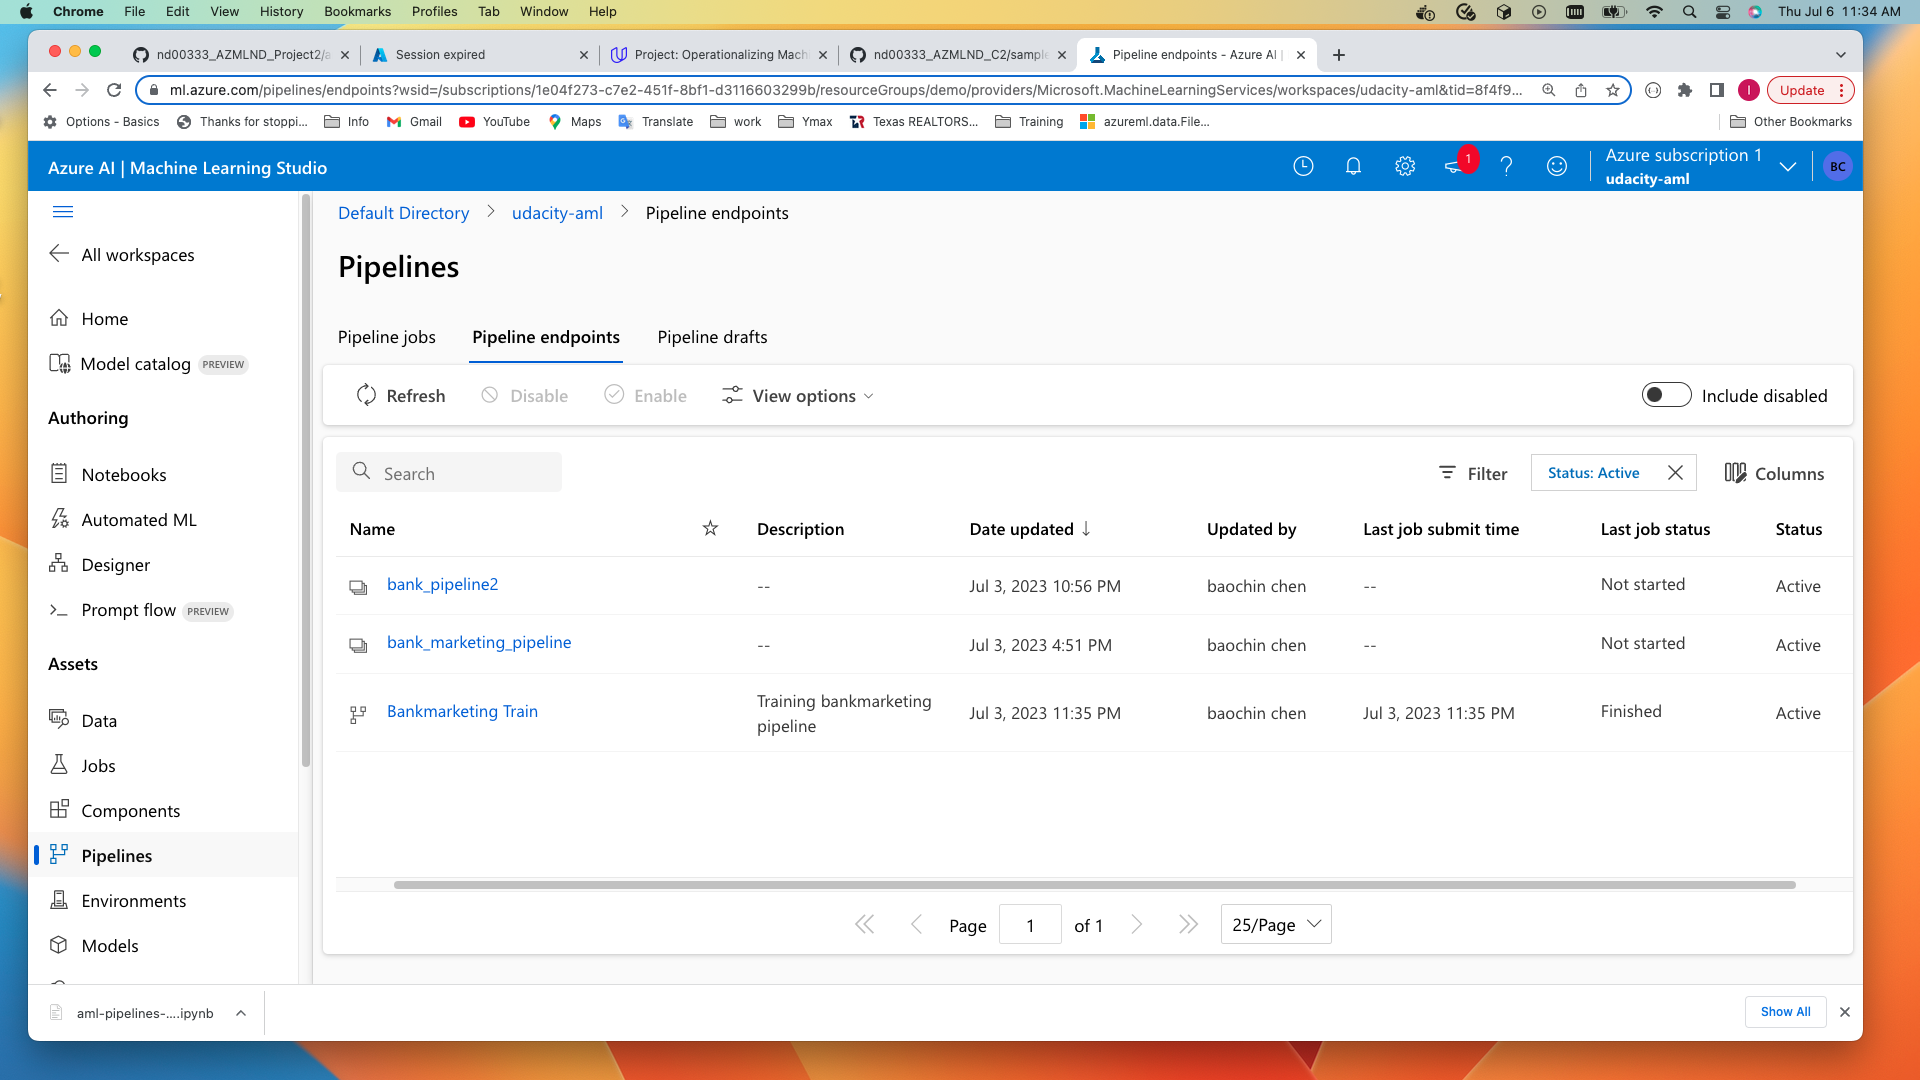 Chrome File Edit View History Bookmarks Profiles Tab Window Help Thu Jul 6 11:34 AM
nd00333_AZMLND_Project2/a Session expired Project: Operationalizing Mach nd00333_AZMLND_C2/sample Pipeline endpoints - Azure AI |
ml.azure.com/pipelines/endpoints?wsid=/subscriptions/1e04f273-c7e2-451f-8bf1-d3116603299b/resourceGroups/demo/providers/Microsoft.MachineLearningServices/workspaces/udacity-aml&tid=8f4f9... I Update
Options - Basics Thanks for stoppi... Info Gmail YouTube Maps Translate work Ymax Texas REALTORS... Training azureml.data.File... Other Bookmarks
Azure AI | Machine Learning Studio 1 Azure subscription 1
udacity-aml BC
Default Directory udacity-aml Pipeline endpoints
All workspaces
Home
Model catalog PREVIEW
Authoring
Notebooks
Automated ML
Designer
Prompt flow PREVIEW
Assets
Data
Jobs
Components
Pipelines
Environments
Models
Pipelines
Pipeline jobs Pipeline endpoints Pipeline drafts
Refresh Disable Enable View options Include disabled
Search Filter Status: Active Columns
Name Description Date updated Updated by Last job submit time Last job status Status
bank_pipeline2 -- Jul 3, 2023 10:56 PM baochin chen -- Not started Active
bank_marketing_pipeline -- Jul 3, 2023 4:51 PM baochin chen -- Not started Active
Bankmarketing Train Training bankmarketing pipeline Jul 3, 2023 11:35 PM baochin chen Jul 3, 2023 11:35 PM Finished Active
Page 1 of 1 25/Page
aml-pipelines-....ipynb Show All